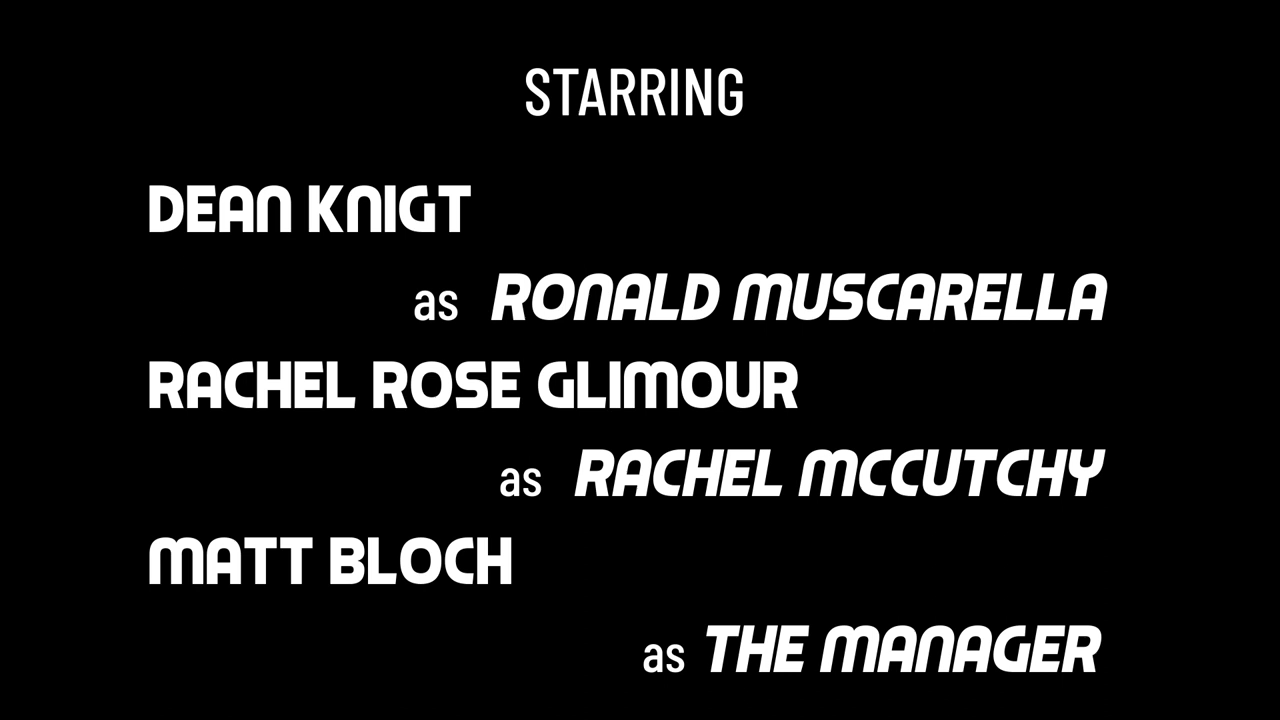 STARRING
DEAN KNIGT
as RONALD MUSCARELLA
RACHEL ROSE GLIMOUR
as RACHEL MCCUTCHY
MATT BLOCH
as THE MANAGER